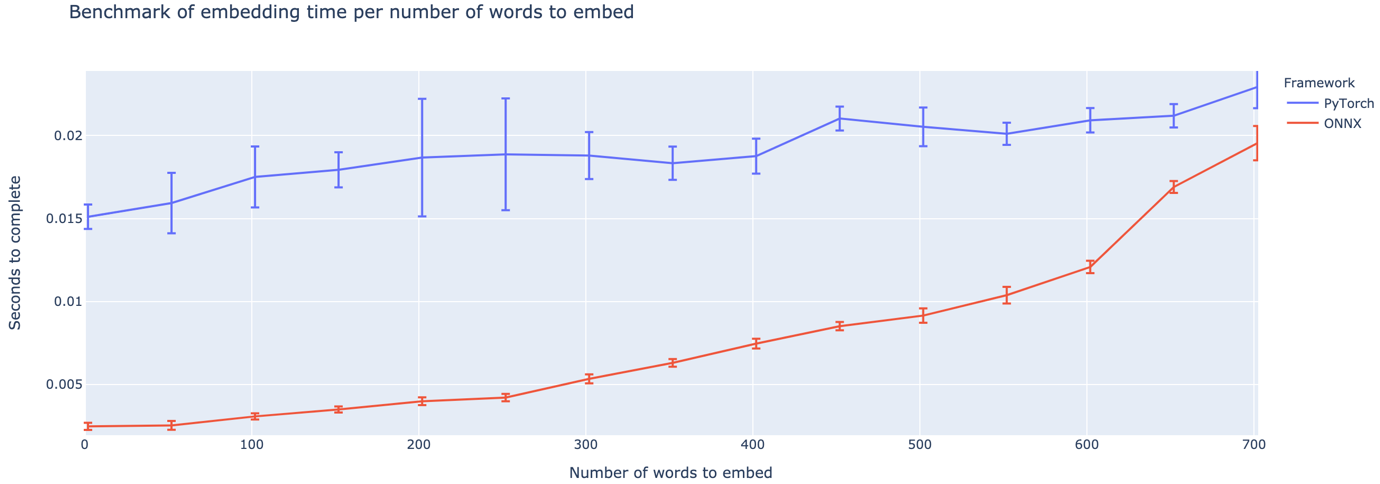 Benchmark of embedding time per number of words to embed
Framework
PyTorch
ONNX
0.02
0.015
0.01
0.005
Seconds to complete
0 100 200 300 400 500 600 700
Number of words to embed